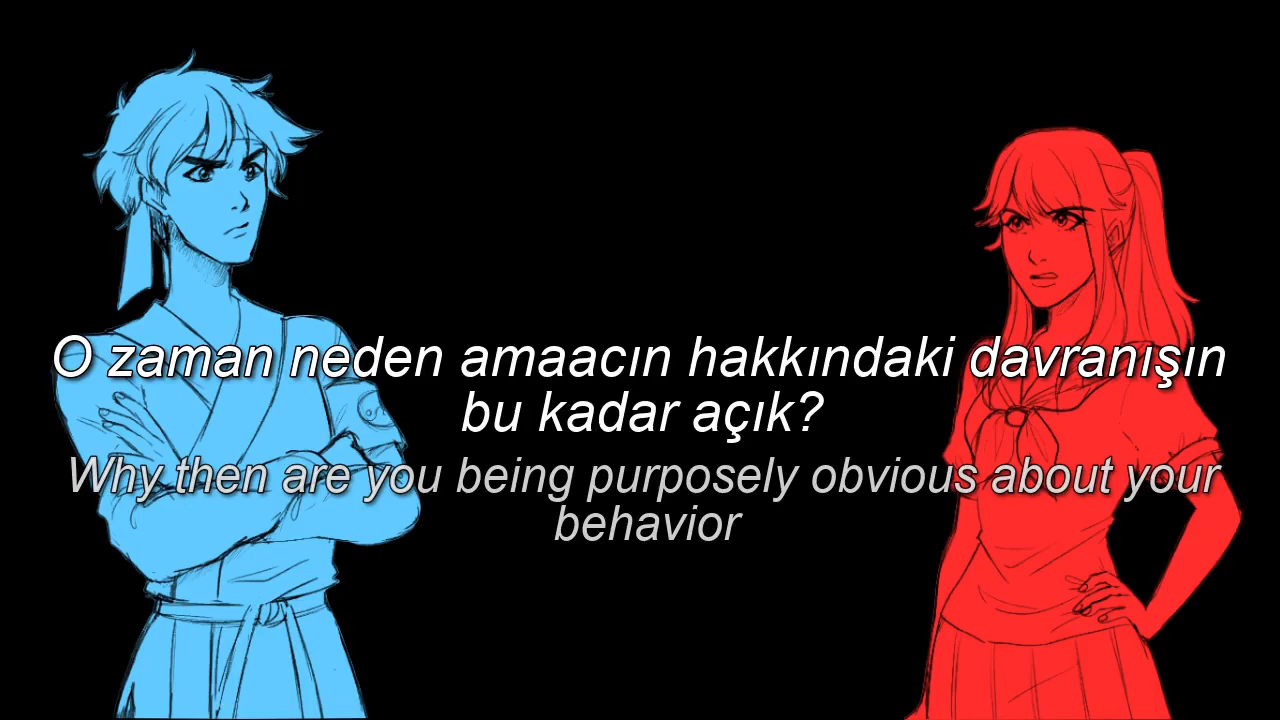 O zaman neden amaacın hakkındaki davranışın
bu kadar açık?
Why then are you being purposely obvious about your
behavior